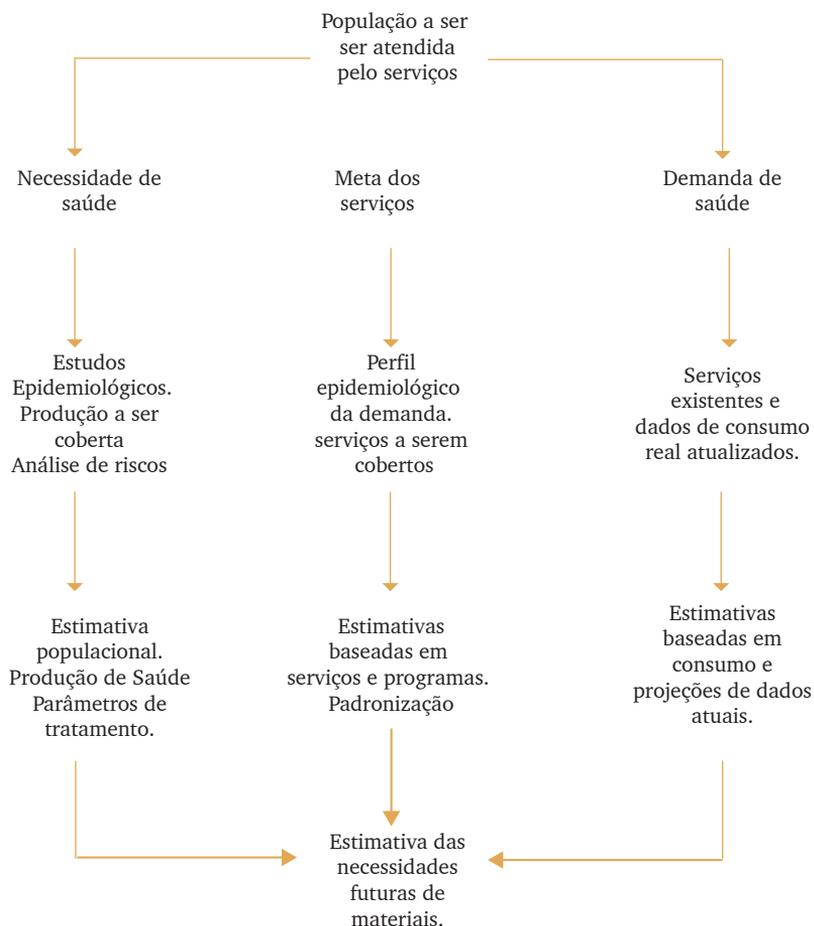 População a ser
ser atendida
pelo serviços
Necessidade de
saúde
Meta dos
serviços
Demanda de
saúde
Estudos
Epidemiológicos.
Produção a ser
coberta
Análise de riscos
Perfil
epidemiológico
da demanda.
serviços a serem
cobertos
Serviços
existentes e
dados de consumo
real atualizados.
Estimativa
populacional.
Produção de Saúde
Parâmetros de
tratamento.
Estimativas
baseadas em
serviços e programas.
Padronização
Estimativas
baseadas em
consumo e
projeções de dados
atuais.
Estimativa das
necessidades
futuras de
materiais.